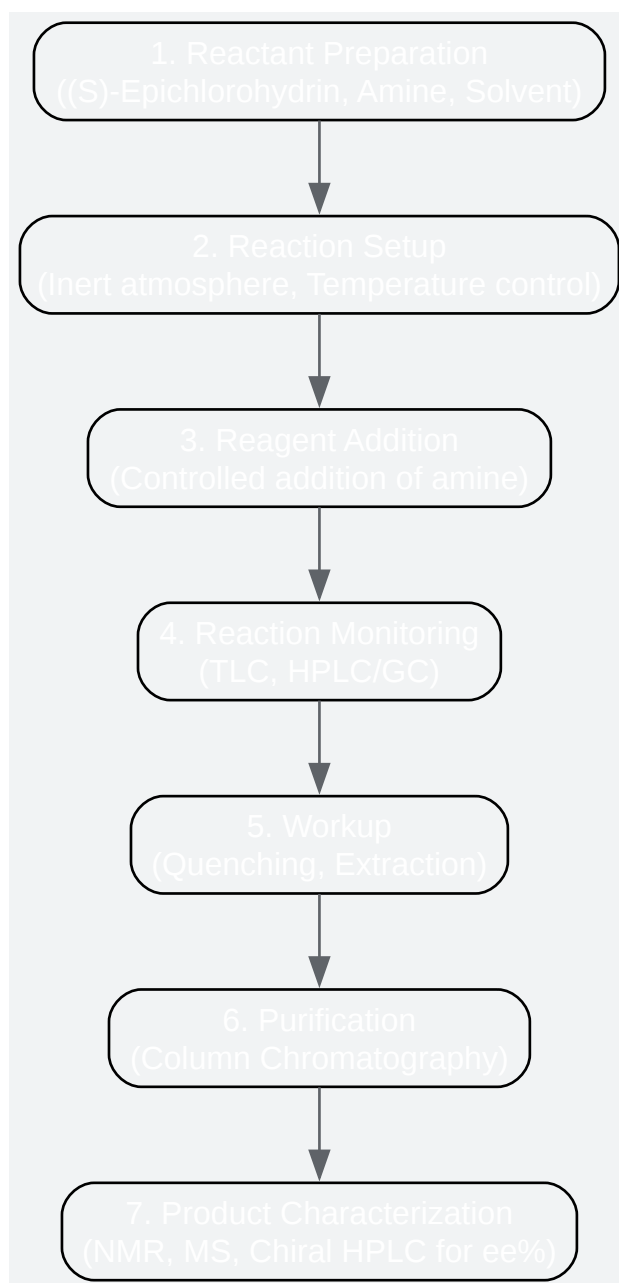 1. Reactant Preparation
((S)-Epichlorohydrin, Amine, Solvent)
2. Reaction Setup
(Inert atmosphere, Temperature control)
3. Reagent Addition
(Controlled addition of amine)
4. Reaction Monitoring
(TLC, HPLC/GC)
5. Workup
(Quenching, Extraction)
6. Purification
(Column Chromatography)
7. Product Characterization
(NMR, MS, Chiral HPLC for ee%)